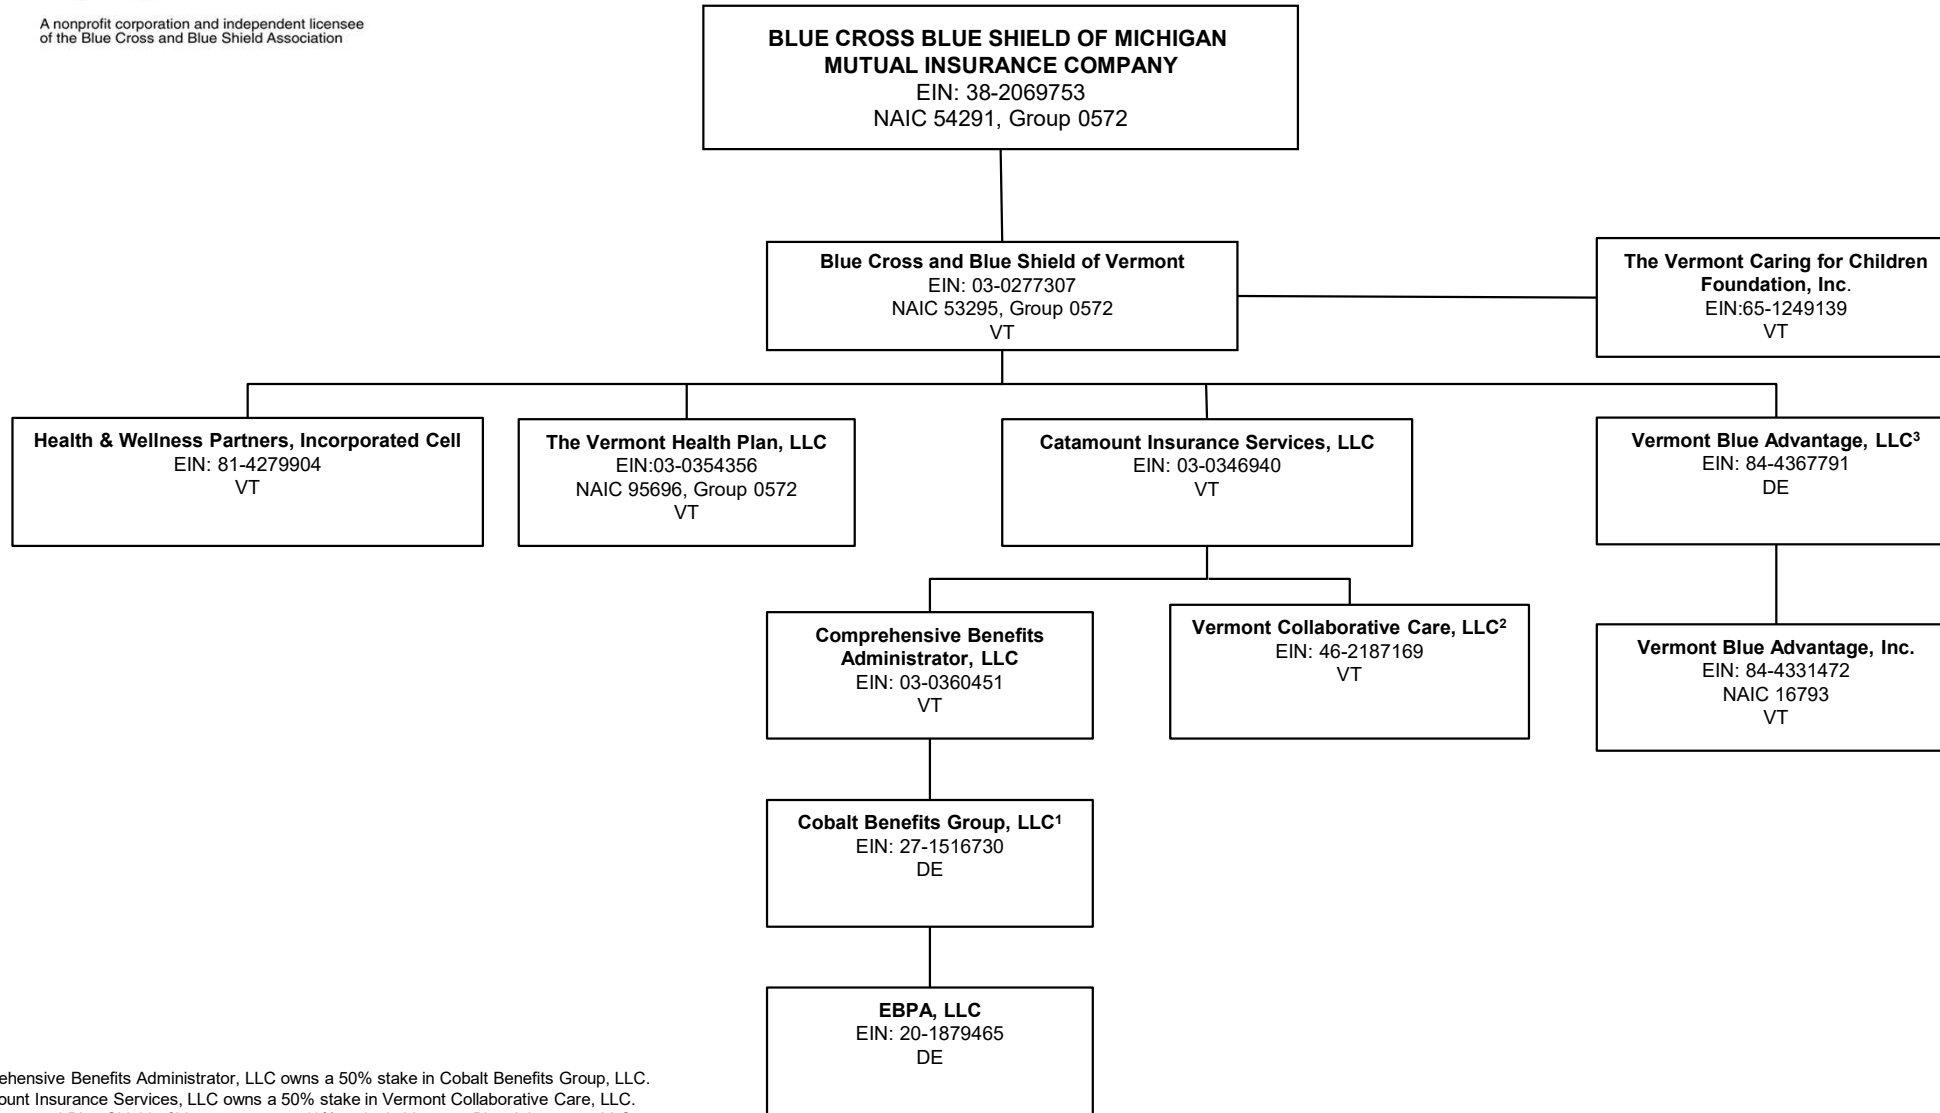 A nonprofit corporation and independent licensee
of the Blue Cross and Blue Shield Association
BLUE CROSS BLUE SHIELD OF MICHIGAN
MUTUAL INSURANCE COMPANY
EIN: 38-2069753
NAIC 54291, Group 0572
Blue Cross and Blue Shield of Vermont
EIN: 03-0277307
NAIC 53295, Group 0572
VT
The Vermont Caring for Children
Foundation, Inc.
EIN:65-1249139
VT
Health & Wellness Partners, Incorporated Cell
EIN: 81-4279904
VT
The Vermont Health Plan, LLC
EIN:03-0354356
NAIC 95696, Group 0572
VT
Catamount Insurance Services, LLC
EIN: 03-0346940
VT
Vermont Blue Advantage, LLC³
EIN: 84-4367791
DE
Comprehensive Benefits
Administrator, LLC
EIN: 03-0360451
VT
Vermont Collaborative Care, LLC²
EIN: 46-2187169
VT
Vermont Blue Advantage, Inc.
EIN: 84-4331472
NAIC 16793
VT
Cobalt Benefits Group, LLC¹
EIN: 27-1516730
DE
EBPA, LLC
EIN: 20-1879465
DE
ehensive Benefits Administrator, LLC owns a 50% stake in Cobalt Benefits Group, LLC.
ount Insurance Services, LLC owns a 50% stake in Vermont Collaborative Care, LLC.